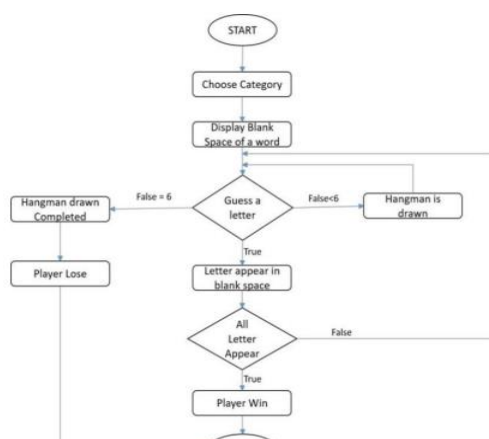 START
Choose Category
Display Blank
Space of a word
False = 6
Guess a
letter
False<6
Hangman is
drawn
Hangman drawn
Completed
True
Player Lose
Letter appear in
blank space
All
Letter
Appear
False
True
Player Win